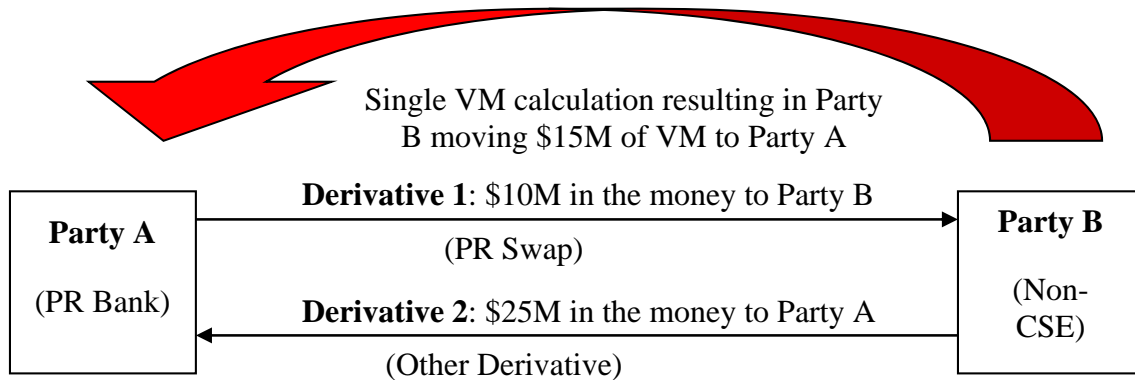 Single VM calculation resulting in Party
B moving $15M of VM to Party A
Derivative 1: $10M in the money to Party B
Party A
(PR Bank)
(PR Swap)
Party B
(Non-
CSE)
Derivative 2: $25M in the money to Party A
(Other Derivative)